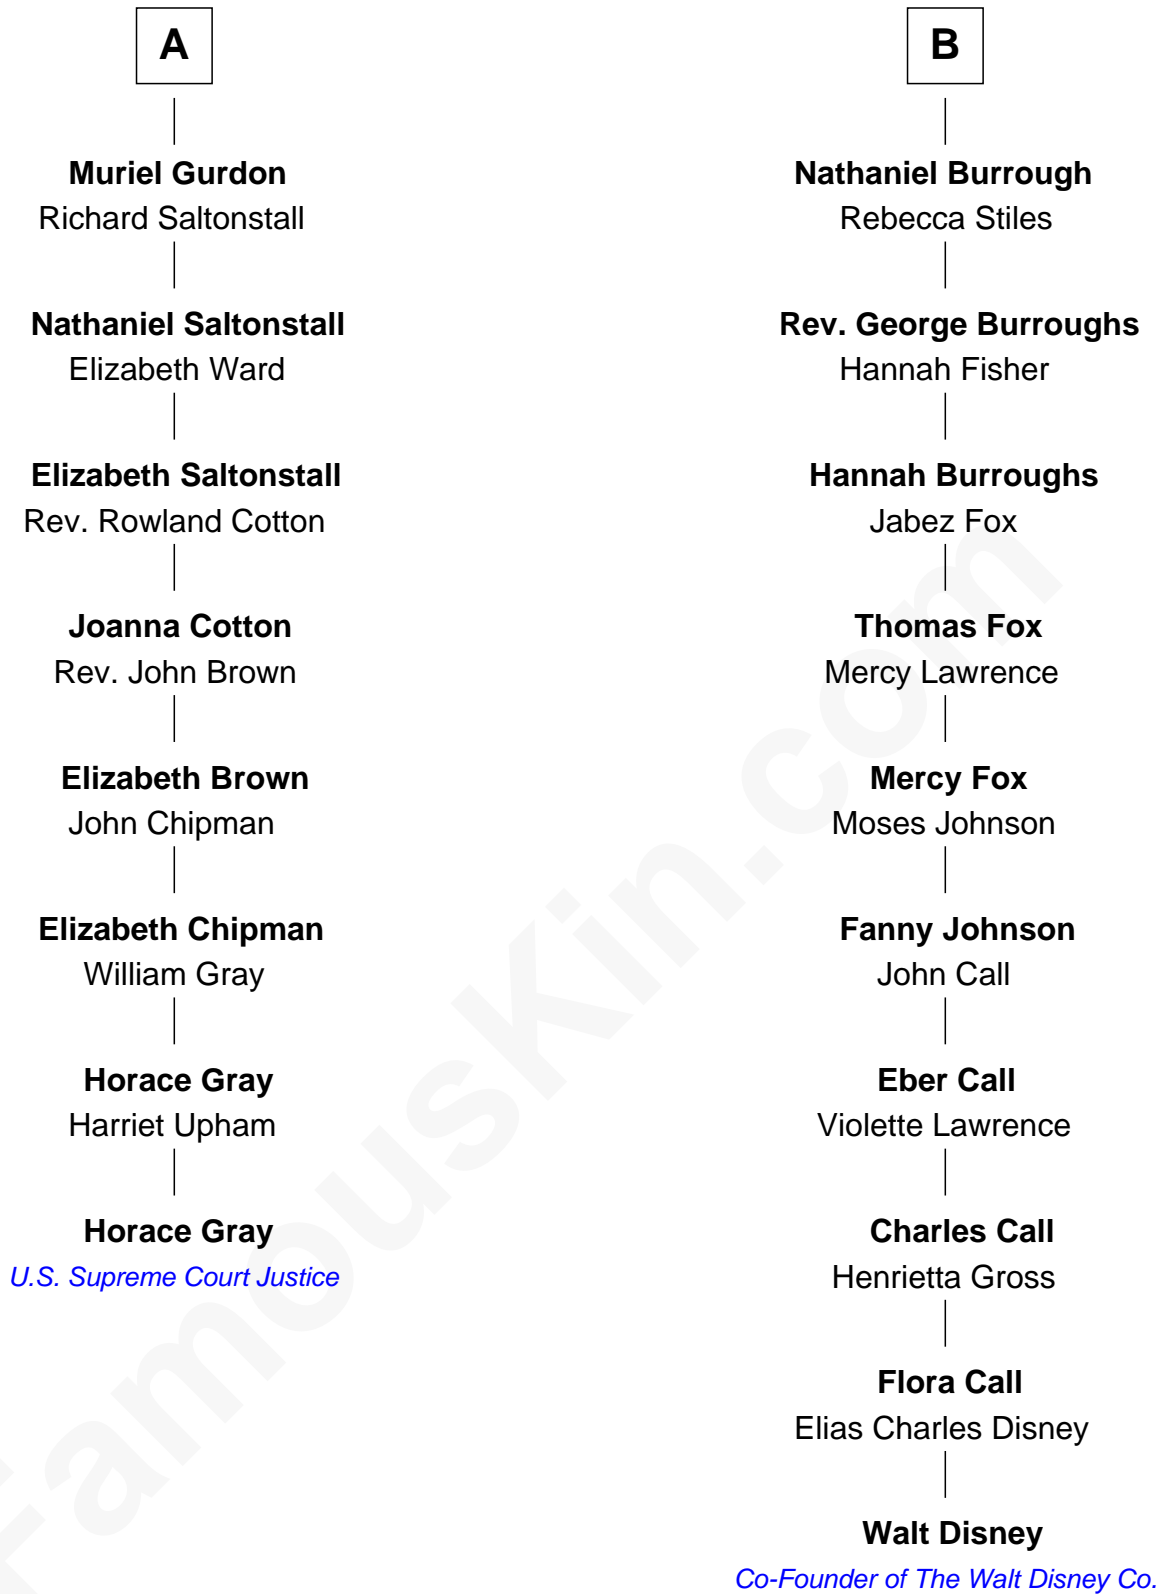 A
Muriel Gurdon
Richard Saltonstall
Nathaniel Saltonstall
Elizabeth Ward
Elizabeth Saltonstall
Rev. Rowland Cotton
Joanna Cotton
Rev. John Brown
Elizabeth Brown
John Chipman
Elizabeth Chipman
William Gray
Horace Gray
Harriet Upham
Horace Gray
U.S. Supreme Court Justice
B
Nathaniel Burrough
Rebecca Stiles
Rev. George Burroughs
Hannah Fisher
Hannah Burroughs
Jabez Fox
Thomas Fox
Mercy Lawrence
Mercy Fox
Moses Johnson
Fanny Johnson
John Call
Eber Call
Violette Lawrence
Charles Call
Henrietta Gross
Flora Call
Elias Charles Disney
Walt Disney
Co-Founder of The Walt Disney Co.
FamousKin.com